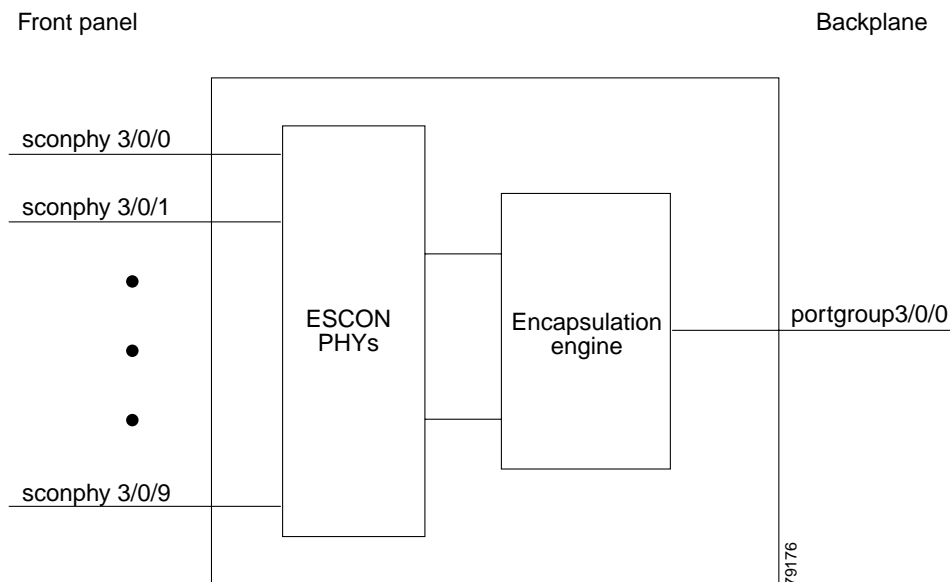 Front panel
Backplane
sconphy 3/0/0
sconphy 3/0/1
ESCON
PHYs
Encapsulation
engine
portgroup3/0/0
sconphy 3/0/9
79176